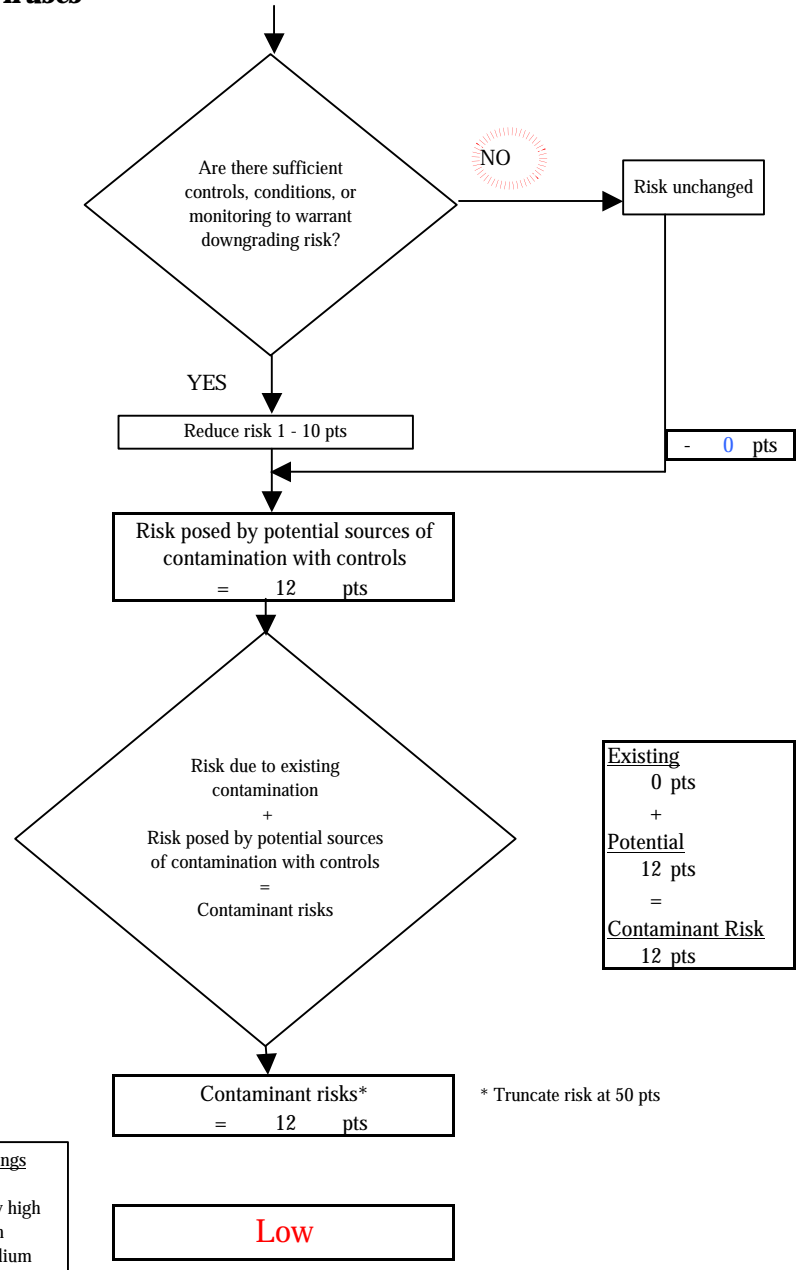 Are there sufficient
controls, conditions, or
monitoring to warrant
downgrading risk?
NO
Risk unchanged
YES
Reduce risk 1 - 10 pts
- 0 pts
Risk posed by potential sources of
contamination with controls
= 12 pts
Risk due to existing
contamination
+
Risk posed by potential sources
of contamination with controls
=
Contaminant risks
Existing
0 pts
+
Potential
12 pts
=
Contaminant Risk
12 pts
Contaminant risks*
= 12 pts
* Truncate risk at 50 pts
high
Low